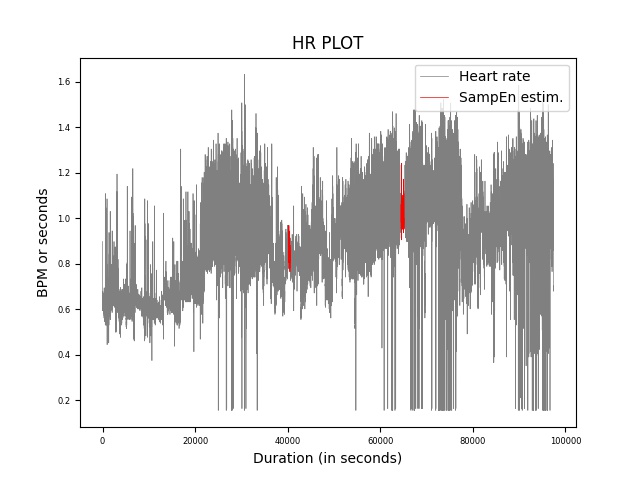 HR PLOT
Heart rate
SampEn estim.
BPM or seconds
1.6
1.4
1.2
1.0
0.8
0.6
0.4
0.2
0 20000 40000 60000 80000 100000
Duration (in seconds)